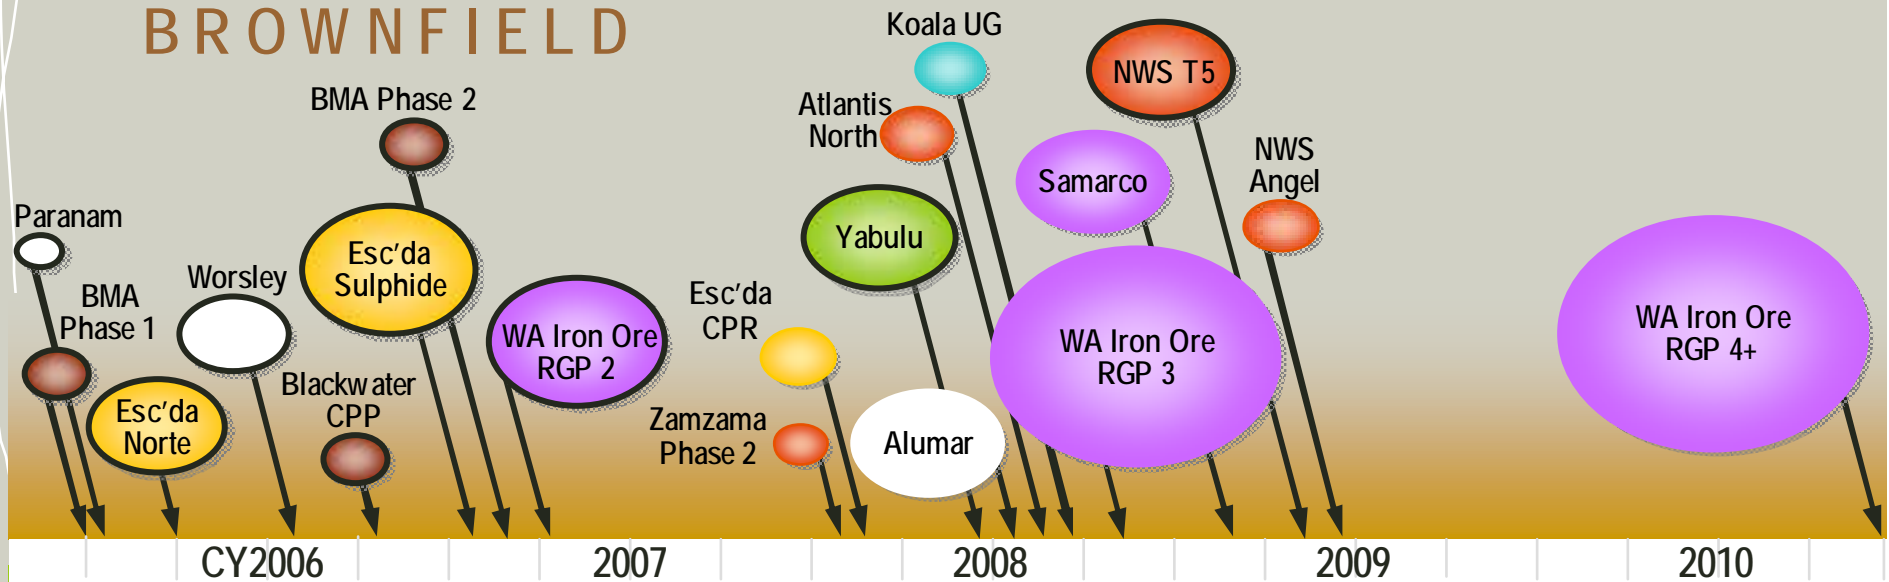 BROWNFIELD
Koala UG
NWS T5
BMA Phase 2
Atlantis
North
NWS
Angel
Samarco
Paranam
Yabulu
Esc'da
Sulphide
Worsley
BMA
Phase 1
Esc'da
CPR
WA Iron Ore
RGP 2
WA Iron Ore
RGP 3
WA Iron Ore
RGP 4+
Blackwater
CPP
Esc'da
Norte
Zamzama
Phase 2
Alumar
CY2006
2007
2008
2009
2010